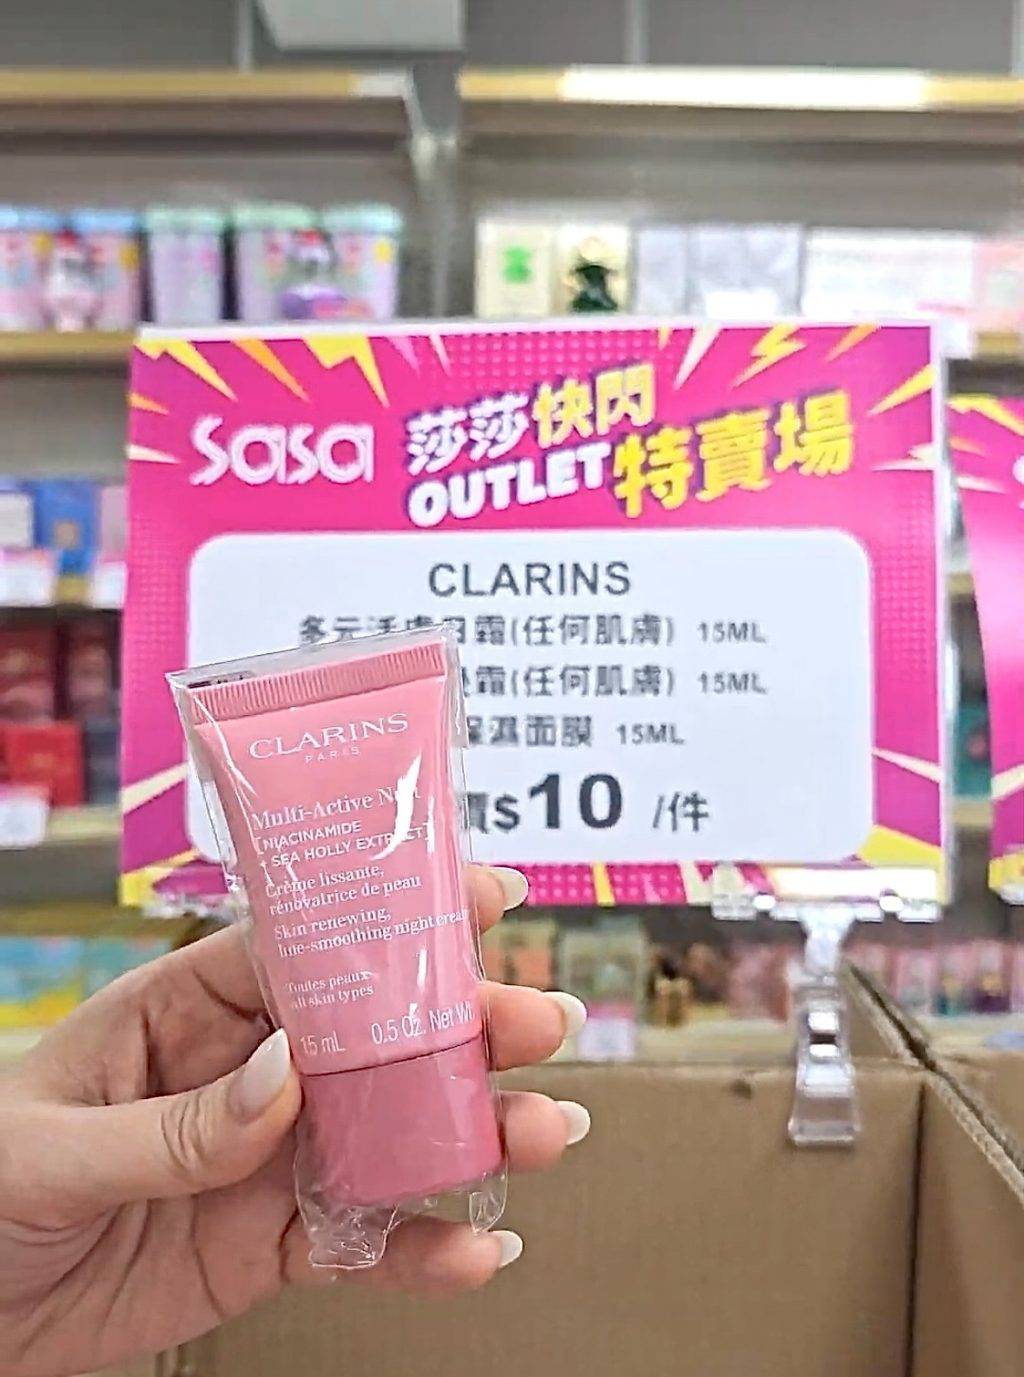 sasa
莎莎快閃
OUTLET特賣場
CLARINS
多元活膚日霜(任何肌膚) 15ML
霜(任何肌膚) 15ML
保濕面膜 15ML
價$10 /件
CLARINS
PARIS
Multi-Active Nuit
[NIACINAMIDE
+ SEA HOLLY EXTRACT]
Crème lissante,
rénovatrice de peau
Skin renewing,
line-smoothing night cream
Toutes peaux
All skin types
15 mL 0.5 Oz. Net Wt.